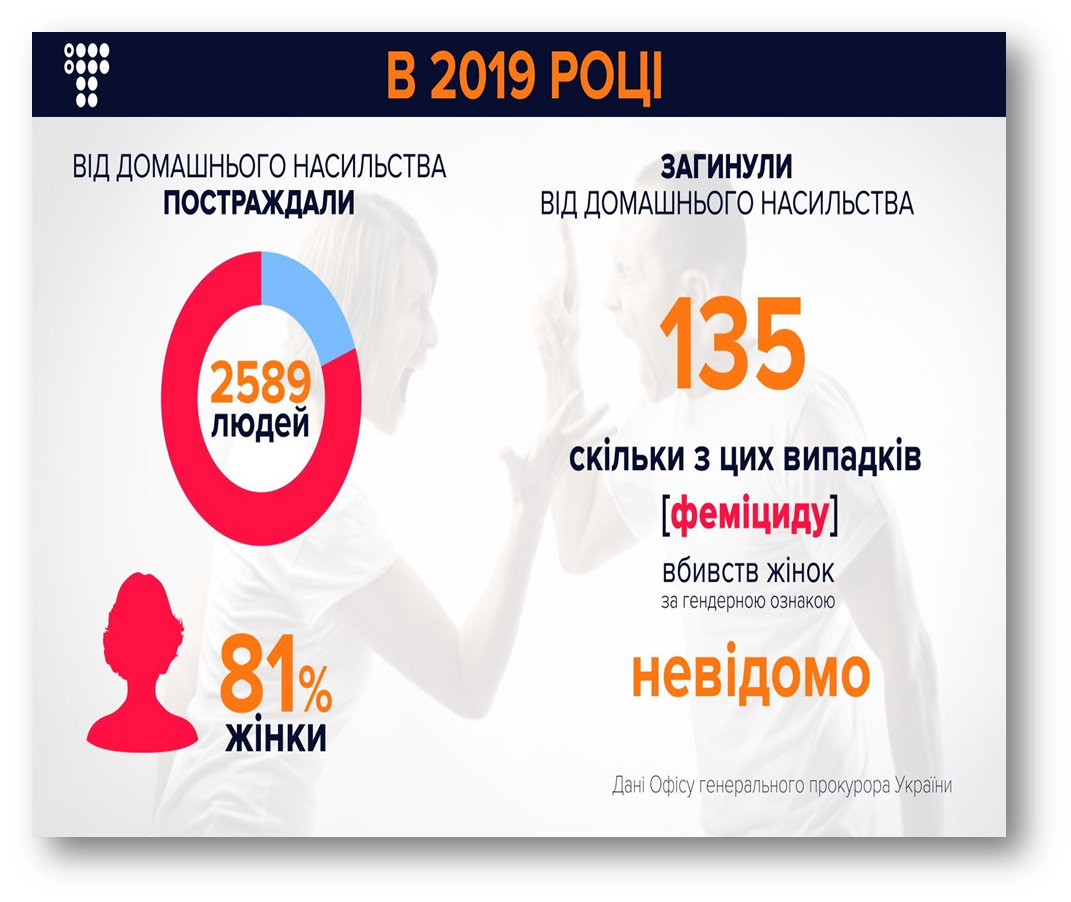 В 2019 РОЦІ
ВІД ДОМАШНЬОГО НАСИЛЬСТВА
ПОСТРАЖДАЛИ
2589
людей
81%
жінки
ЗАГИНУЛИ
ВІД ДОМАШНЬОГО НАСИЛЬСТВА
135
скільки з цих випадків
[феміциду]
вбивств жінок
за гендерною ознакою
невідомо
Дані Офісу генерального прокурора України